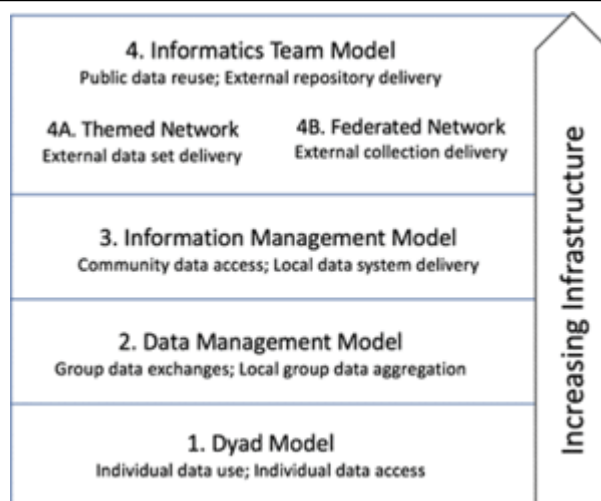 4. Informatics Team Model
Public data reuse; External repository delivery
4A. Themed Network
External data set delivery
4B. Federated Network
External collection delivery
3. Information Management Model
Community data access; Local data system delivery
2. Data Management Model
Group data exchanges; Local group data aggregation
1. Dyad Model
Individual data use; Individual data access
Increasing Infrastructure